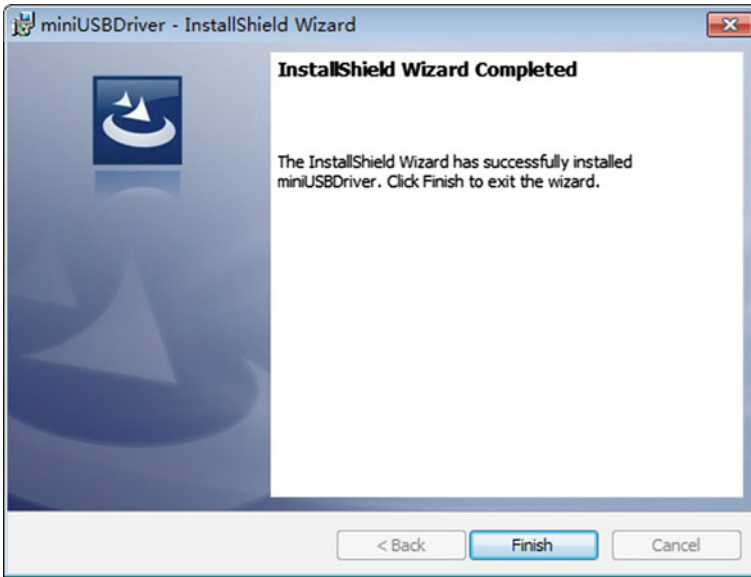 miniUSBDriver - InstallShield Wizard
InstallShield Wizard Completed
The InstallShield Wizard has successfully installed
miniUSBDriver. Click Finish to exit the wizard.
< Back
Finish
Cancel